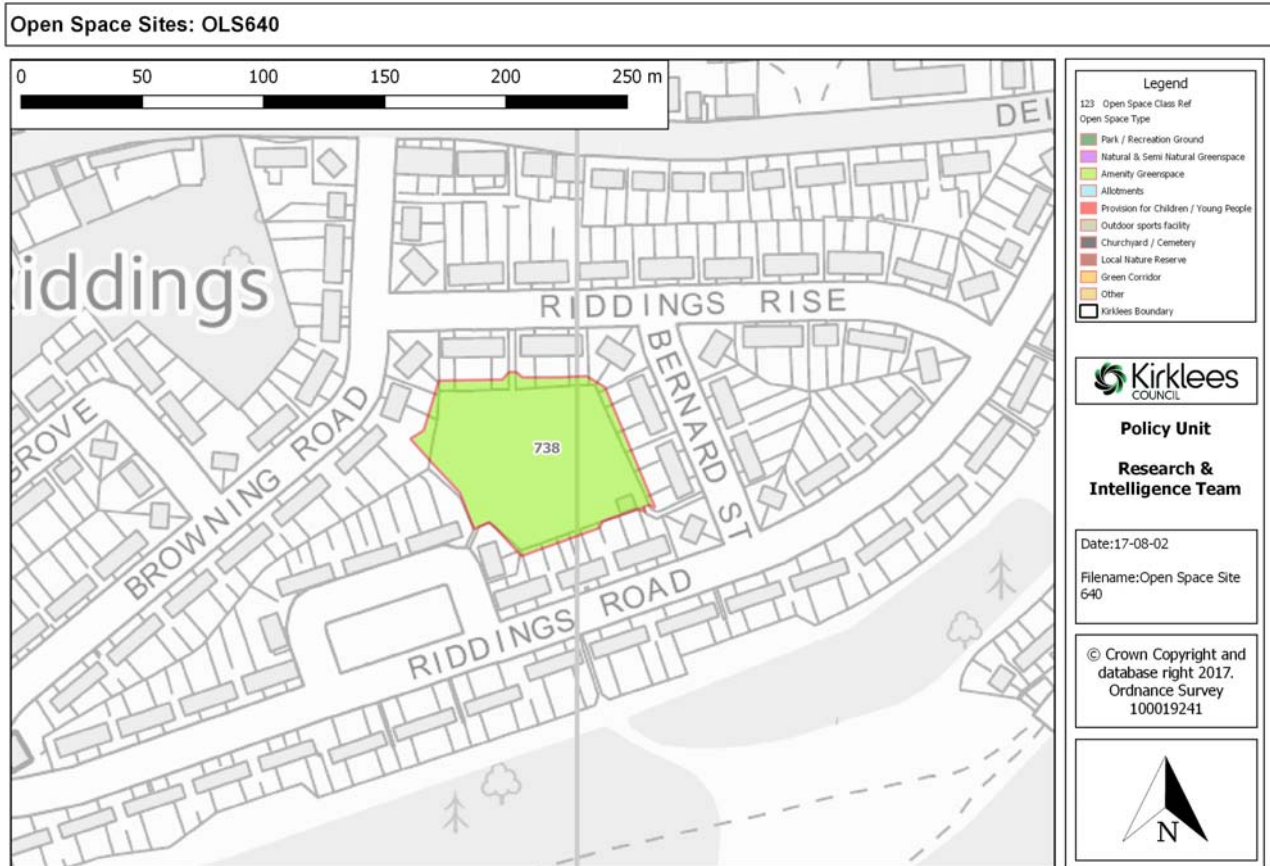 Open Space Sites: OLS640
0 50 100 150 200 250 m
DEI
iddings
RIDDINGS RISE
BERNARD ST
GROVE
BROWNING ROAD
738
RIDDINGS ROAD
Legend
123 Open Space Class Ref
Open Space Type
Park / Recreation Ground
Natural & Semi Natural Greenspace
Amenity Greenspace
Allotments
Provision for Children / Young People
Outdoor sports facility
Churchyard / Cemetery
Local Nature Reserve
Green Corridor
Other
Kirklees Boundary
Kirklees
COUNCIL
Policy Unit
Research &
Intelligence Team
Date:17-08-02
Filename:Open Space Site
640
© Crown Copyright and
database right 2017.
Ordnance Survey
100019241
N